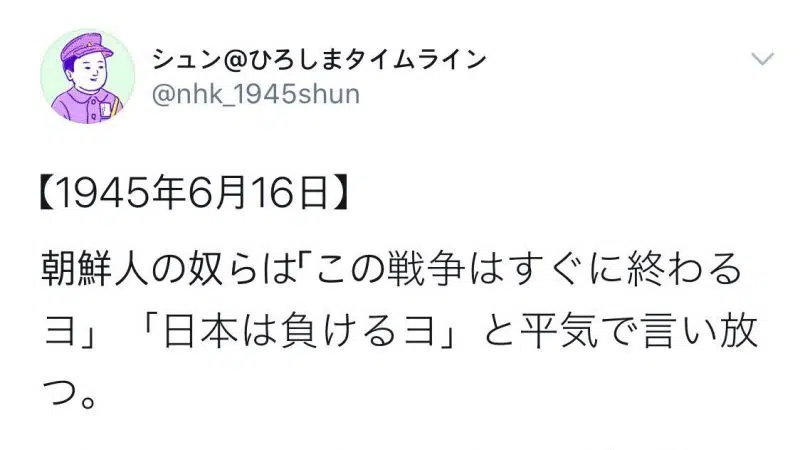 シュン@ひろしまタイムライン
@nhk_1945shun
【1945年6月16日】
朝鮮人の奴らは「この戦争はすぐに終わる
ヨ」「日本は負けるヨ」と平気で言い放
つ。